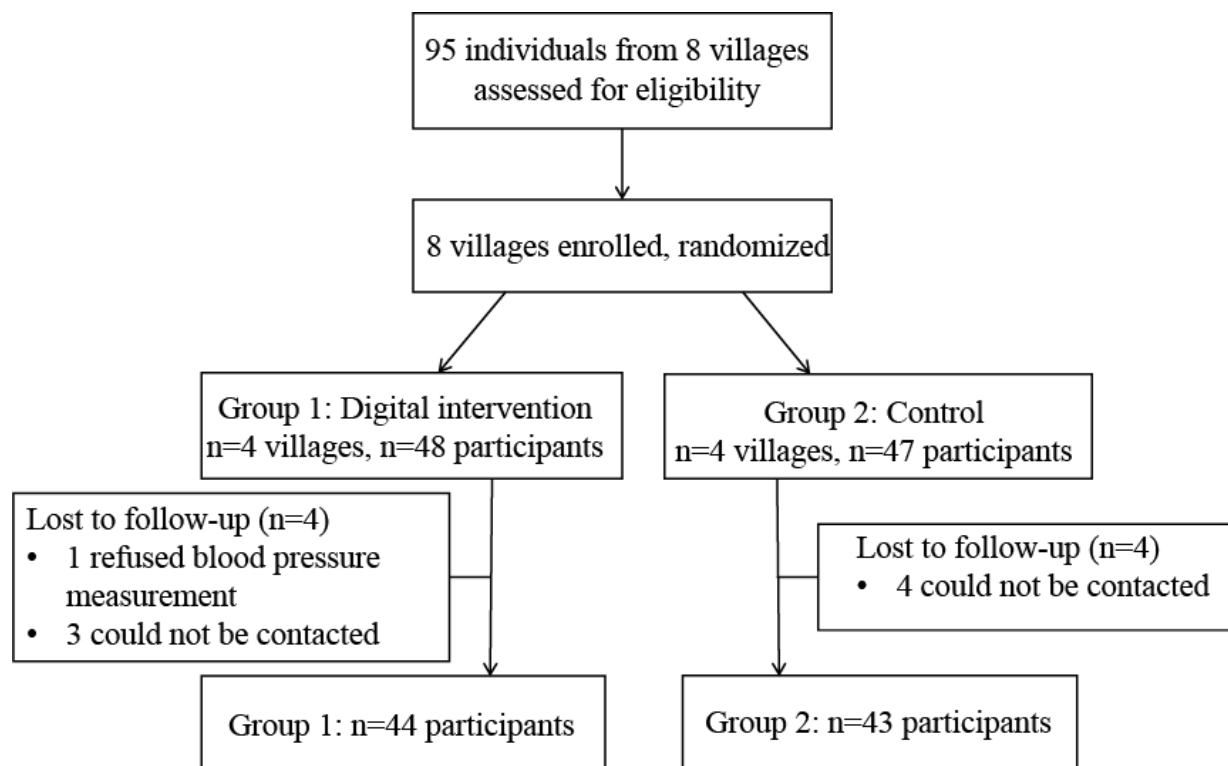 95 individuals from 8 villages
assessed for eligibility
8 villages enrolled, randomized
Group 1: Digital intervention
n=4 villages, n=48 participants
Group 2: Control
n=4 villages, n=47 participants
Lost to follow-up (n=4)
• 1 refused blood pressure
measurement
• 3 could not be contacted
Lost to follow-up (n=4)
• 4 could not be contacted
Group 1: n=44 participants
Group 2: n=43 participants